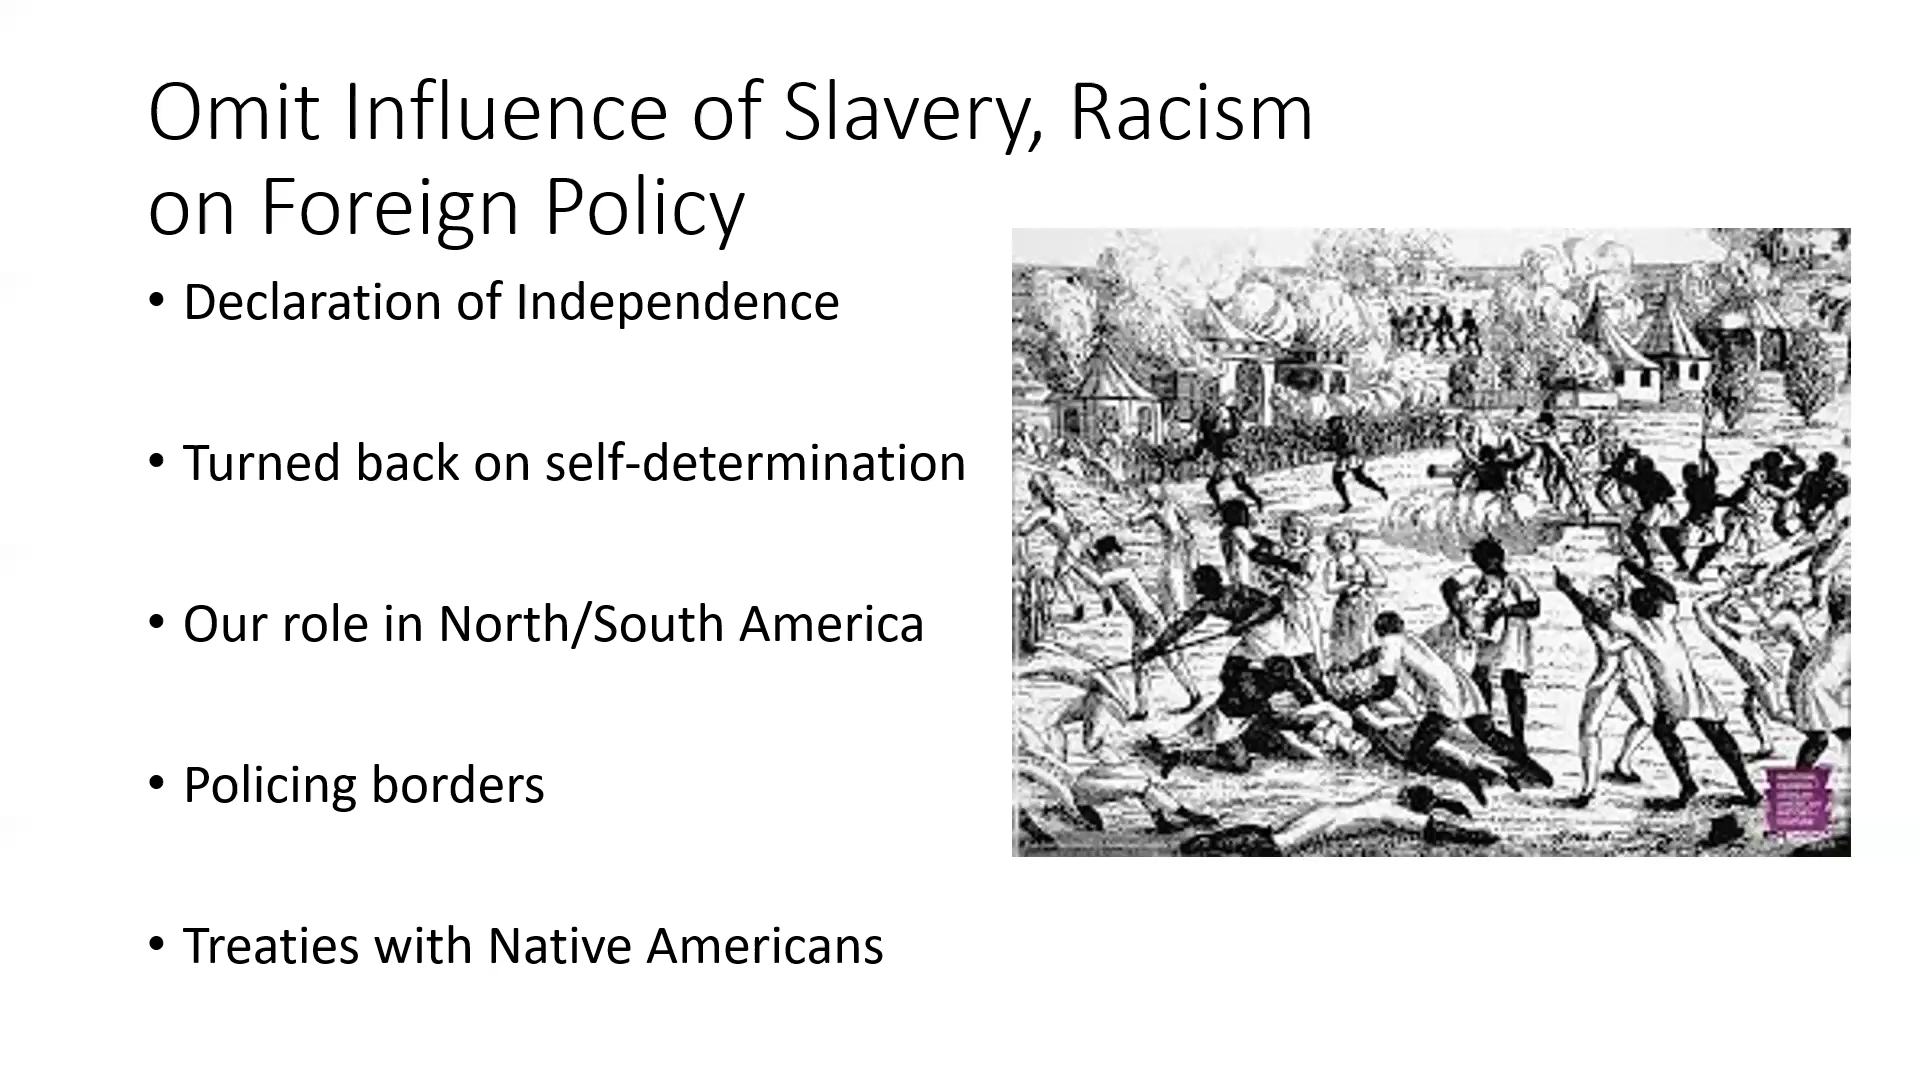 Omit Influence of Slavery, Racism
on Foreign Policy
• Declaration of Independence
• Turned back on self-determination
• Our role in North/South America
• Policing borders
• Treaties with Native Americans